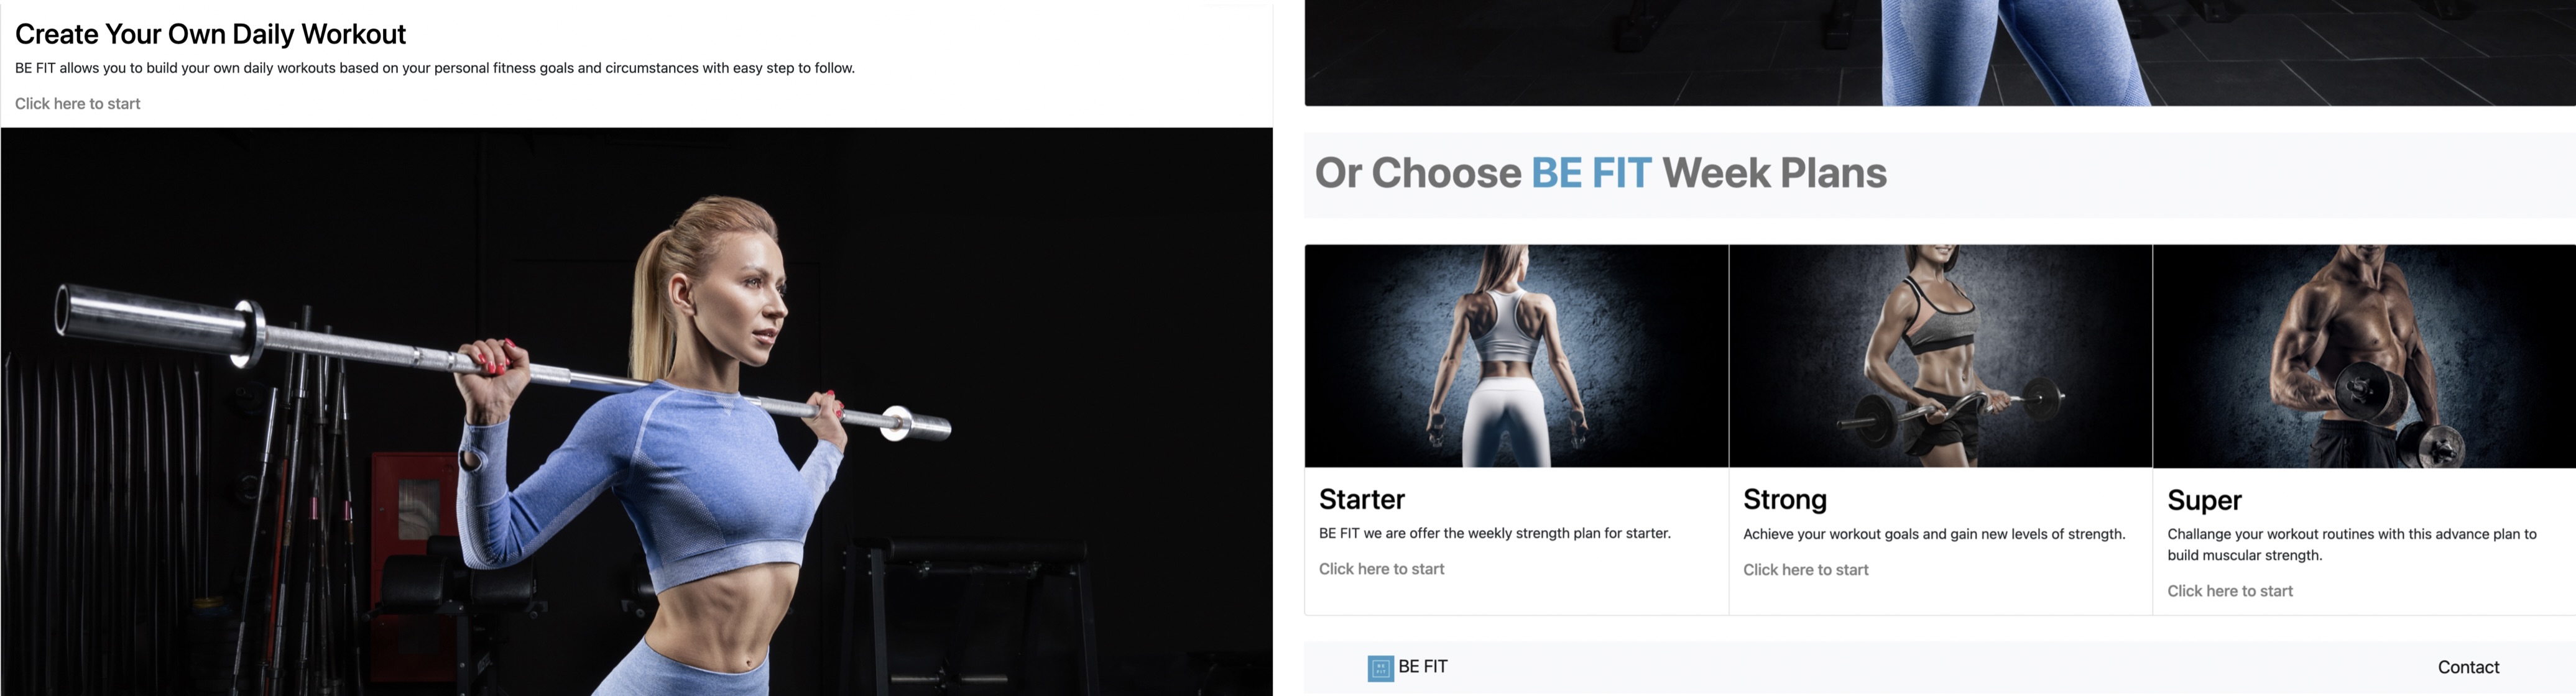 Create Your Own Daily Workout
BE FIT allows you to build your own daily workouts based on your personal fitness goals and circumstances with easy step to follow.
Click here to start
Or Choose BE FIT Week Plans
Starter
BE FIT we are offer the weekly strength plan for starter.
Click here to start
Strong
Achieve your workout goals and gain new levels of strength.
Click here to start
Super
Challange your workout routines with this advance plan to
build muscular strength.
Click here to start
BE
FIT
BE FIT
Contact